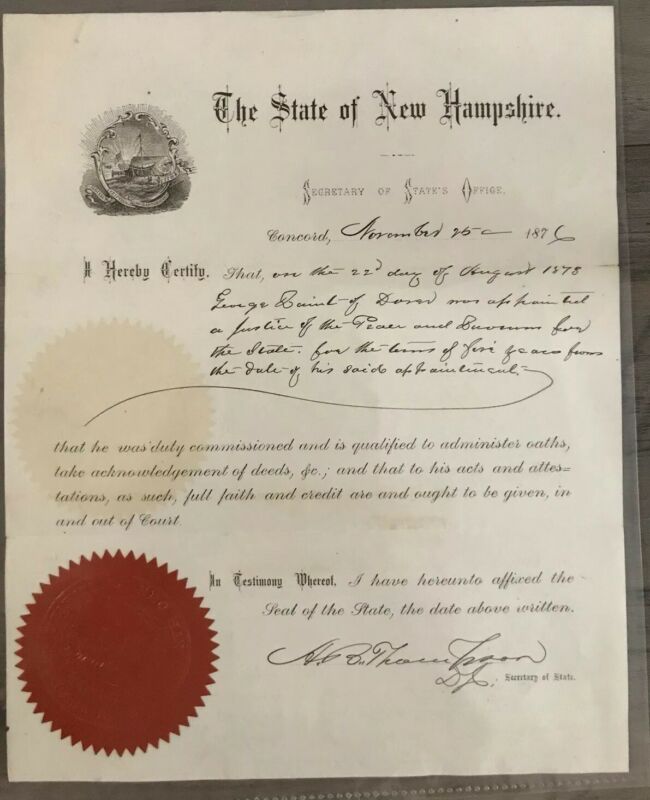 The State of New Hampshire.
Secretary of State's Office,
Concord, November 25 1876
I Hereby Certify, That, on the 22d day of August 1873
George of Dover was appointed
a Justice of the Peace and Quorum for
the State. for the term of five years from
the date of his said appointment.
that he was duly commissioned and is qualified to administer oaths,
take acknowledgement of deeds, &c.; and that to his acts and attes=
tations, as such, full faith and credit are and ought to be given, in
and out of Court.
In Testimony Whereof, I have hereunto affixed the
Seal of the State, the date above written.
A B Thompson
Secretary of State.